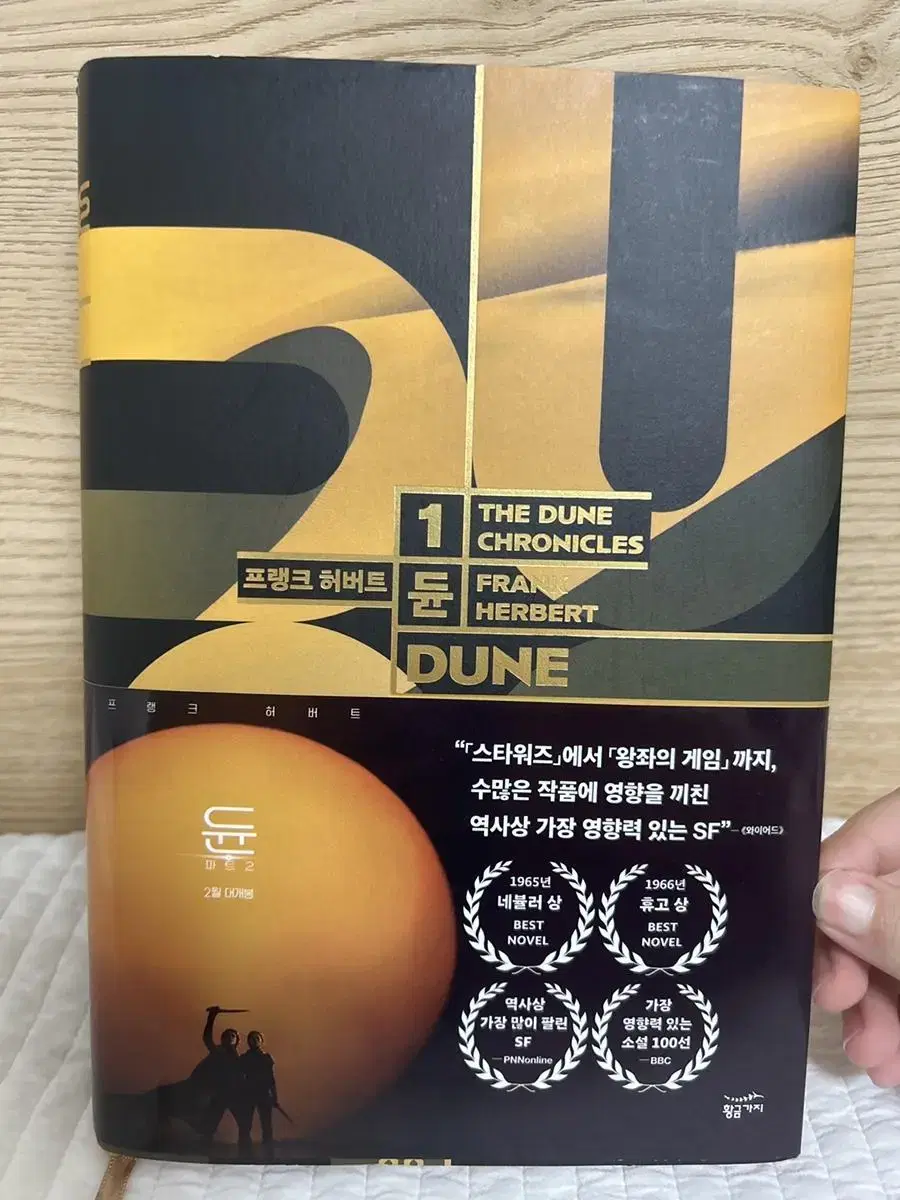 S
1
THE DUNE
CHRONICLES
프랭크 허버트
듄
FRANK
HERBERT
DUNE
프랭크 허버트
"「스타워즈」에서 「왕좌의 게임」까지,
수많은 작품에 영향을 끼친
역사상 가장 영향력 있는 SF" -《와이어드》
듄
파트2
2월 대개봉
1965년
네뷸러 상
BEST
NOVEL
1966년
휴고 상
BEST
NOVEL
역사상
가장 많이 팔린
SF
—PNNonline
가장
영향력 있는
소설 100선
—BBC
황금가지